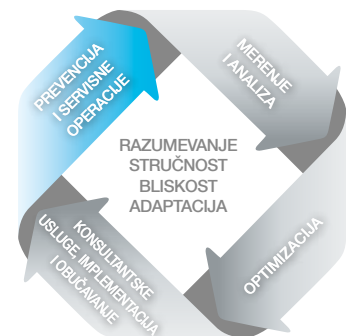 PREVENCIJA
I SERVISNE
OPERACIJE
MERENJE
I ANALIZA
RAZUMEVANJE
STRUČNOST
BLISKOST
ADAPTACIJA
OPTIMIZACIJA
KONSULTANTSKE
USLUGE, IMPLEMENTACIJA
I OBUČAVANJE